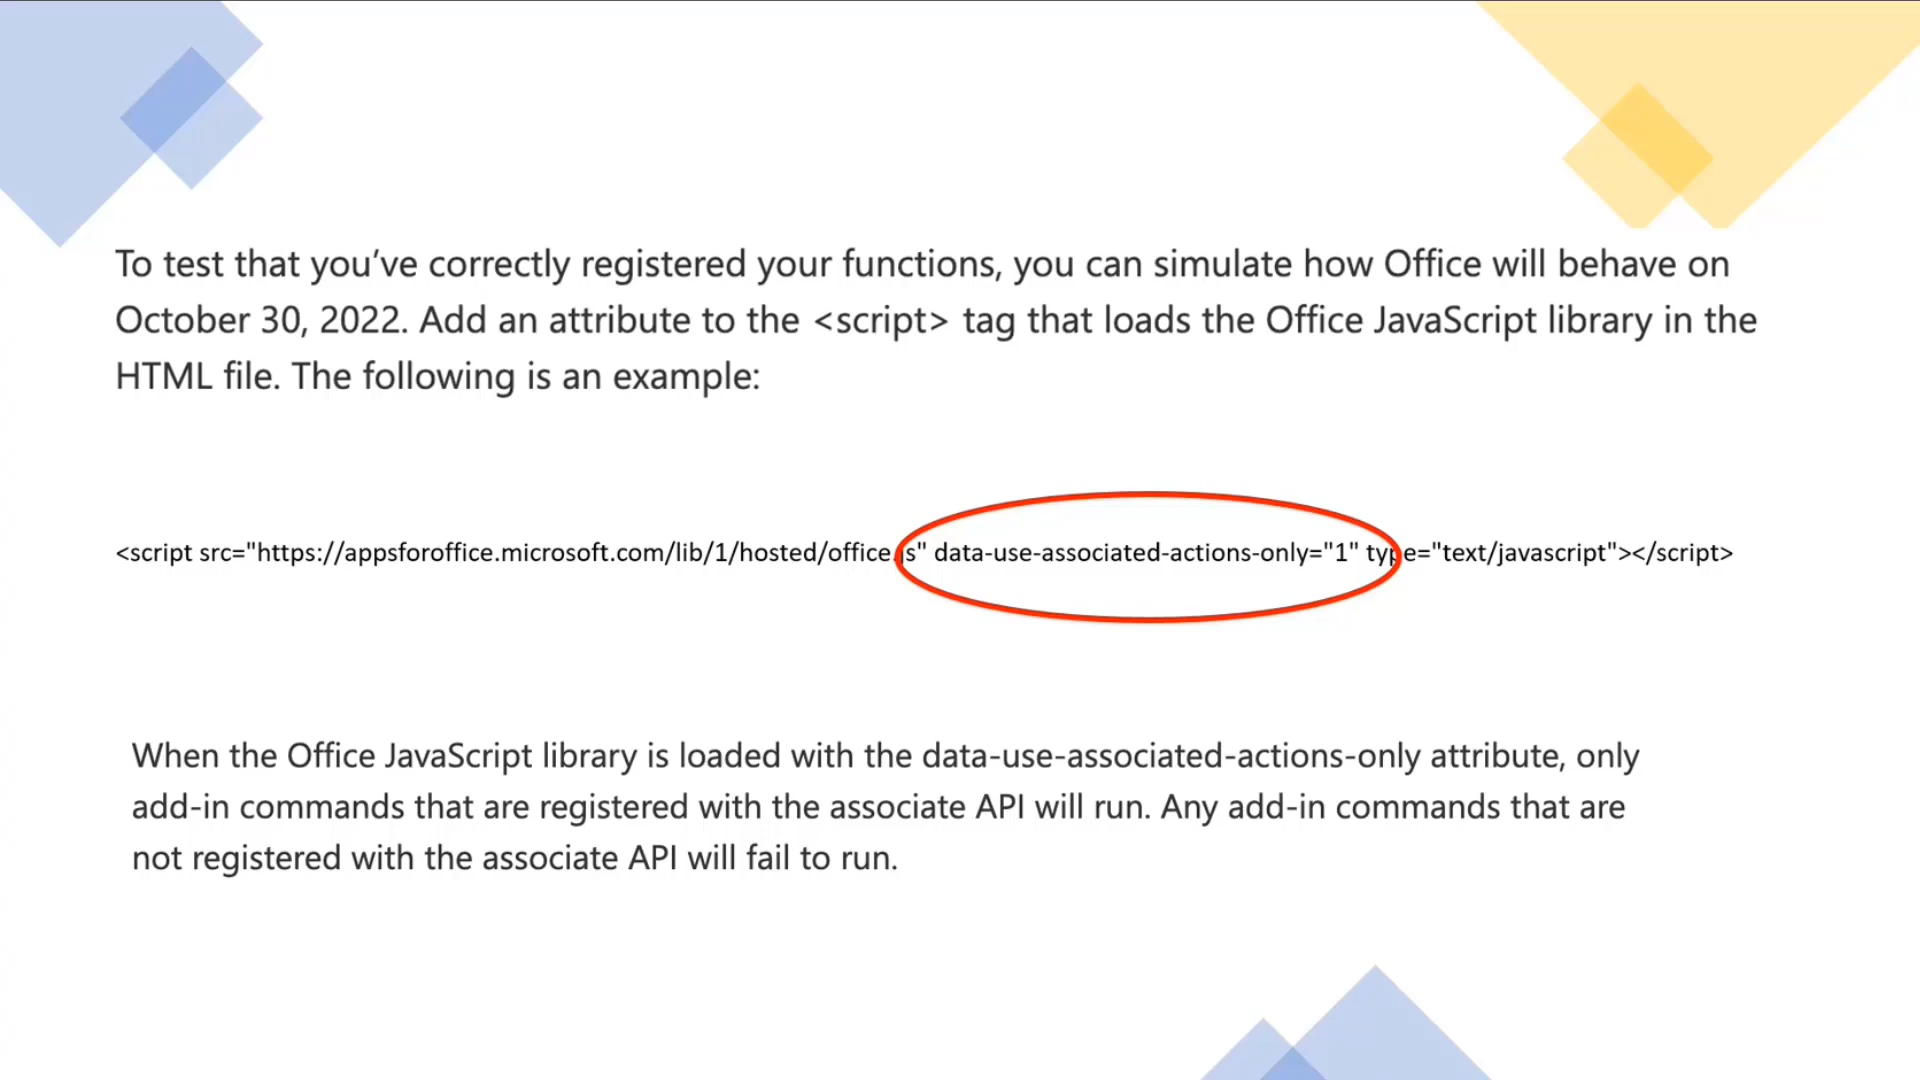 To test that you’ve correctly registered your functions, you can simulate how Office will behave on
October 30, 2022. Add an attribute to the <script> tag that loads the Office JavaScript library in the
HTML file. The following is an example:
<script src="https://appsforoffice.microsoft.com/lib/1/hosted/office.js" data-use-associated-actions-only="1" type="text/javascript"></script>
When the Office JavaScript library is loaded with the data-use-associated-actions-only attribute, only
add-in commands that are registered with the associate API will run. Any add-in commands that are
not registered with the associate API will fail to run.